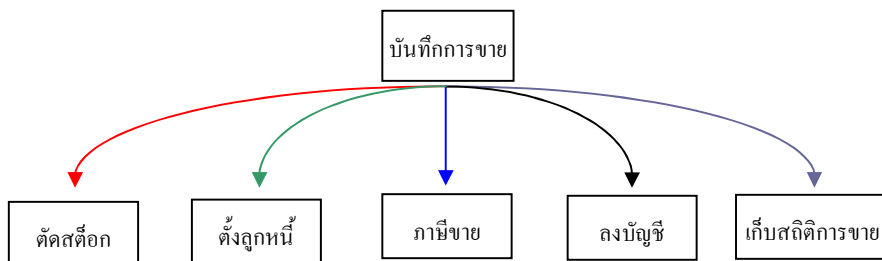 บันทึกการขาย
ตัดสต็อก
ตั้งลูกหนี้
ภาษีขาย
ลงบัญชี
เก็บสถิติการขาย